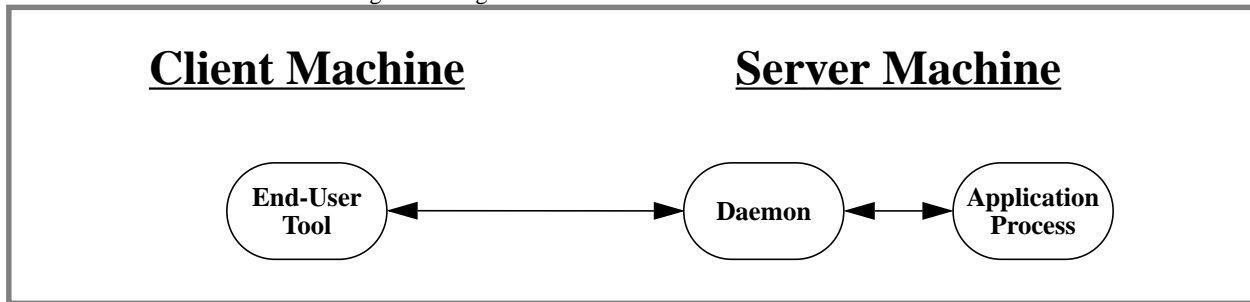 Client Machine
Server Machine
End-User
Tool
Daemon
Application
Process